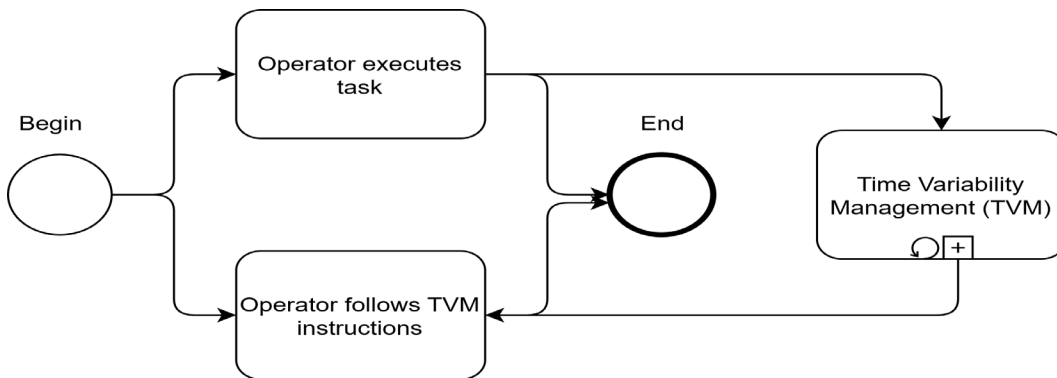 Operator executes
task
Begin
End
Time Variability
Management (TVM)
+
Operator follows TVM
instructions